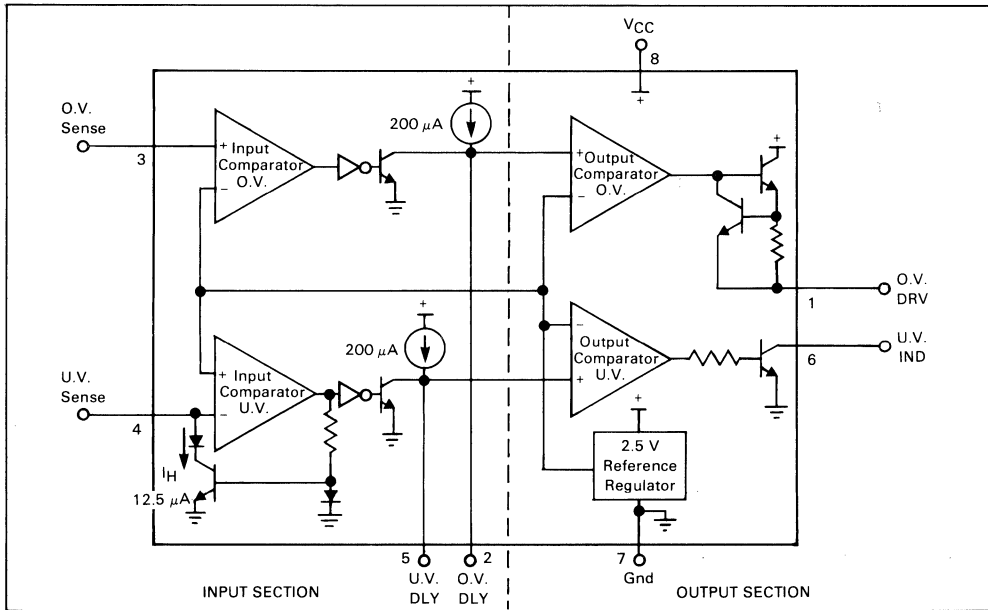 VCC
8
+
O.V.
Sense
3
+
Input
Comparator
O.V.
−
200 µA
+
+
Output
Comparator
O.V.
−
+
1
O.V.
DRV
U.V.
Sense
4
+
Input
Comparator
U.V.
−
200 µA
+
−
Output
Comparator
U.V.
+
6
U.V.
IND
IH
12.5 µA
+
2.5 V
Reference
Regulator
5
U.V.
DLY
2
O.V.
DLY
7
Gnd
INPUT SECTION
OUTPUT SECTION